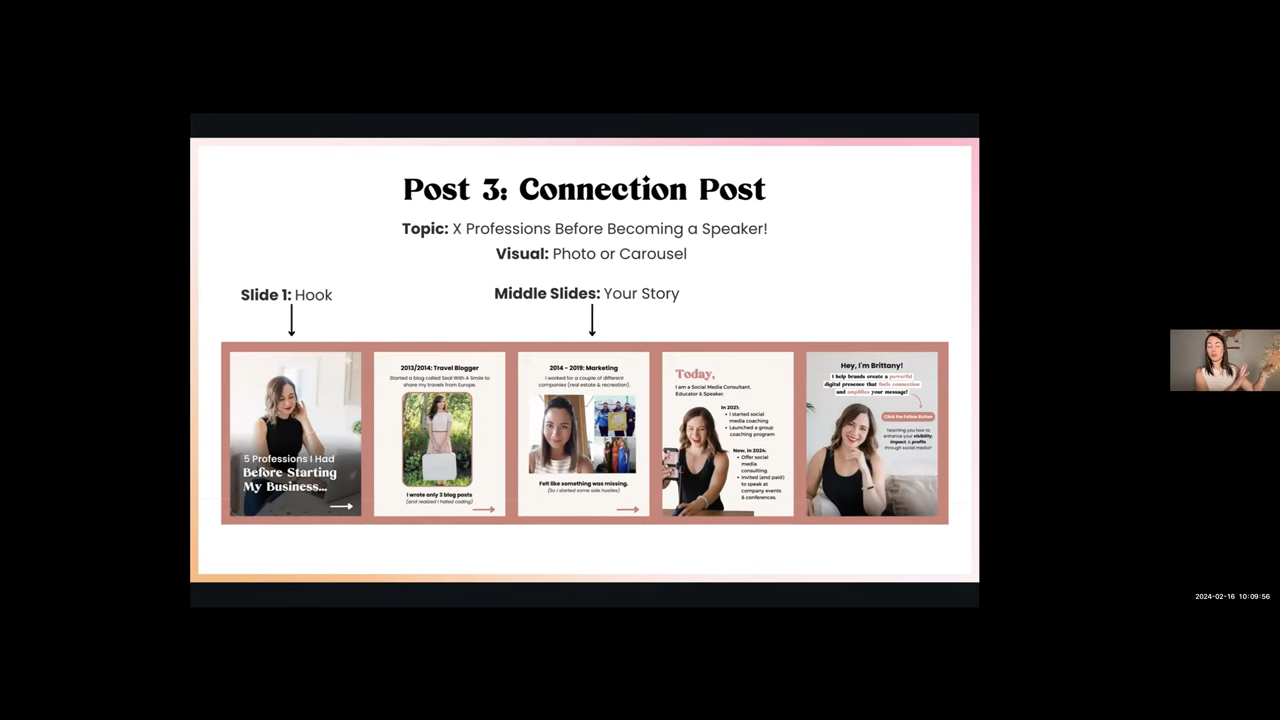 Post 3: Connection Post
Topic: X Professions Before Becoming a Speaker!
Visual: Photo or Carousel
Slide 1: Hook
Middle Slides: Your Story
5 Professions I Had
Before Starting
My Business...
2013/2014: Travel Blogger
Started a blog called Seal With A Smile to
share my travels from Europe.
I wrote only 3 blog posts
(and realized I hated coding)
2014 - 2019: Marketing
I worked for a couple of different
companies (real estate & recreation).
Felt like something was missing.
(So I started some side hustles)
Today,
I am a Social Media Consultant,
Educator & Speaker.
In 2021:
• I started social
media coaching
• Launched a group
coaching program
Now, in 2024:
• Offer social
media
consulting.
• Invited (and paid)
to speak at
company events
& conferences.
Hey, I'm Brittany!
I help brands create a powerful
digital presence that fuels connection
and amplifies your message!
Click the Follow Button
Teaching you how to
enhance your visibility,
impact & profits
through social media!
2024-02-16 10:09:56